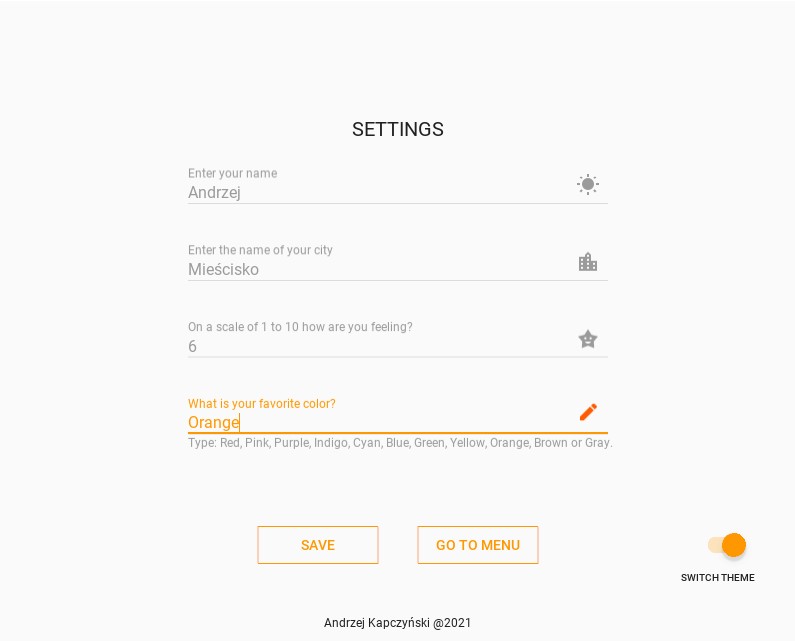 SETTINGS
Enter your name
Andrzej
Enter the name of your city
Mieścisko
On a scale of 1 to 10 how are you feeling?
6
What is your favorite color?
Orange
Type: Red, Pink, Purple, Indigo, Cyan, Blue, Green, Yellow, Orange, Brown or Gray.
SAVE
GO TO MENU
SWITCH THEME
Andrzej Kapczyński @2021